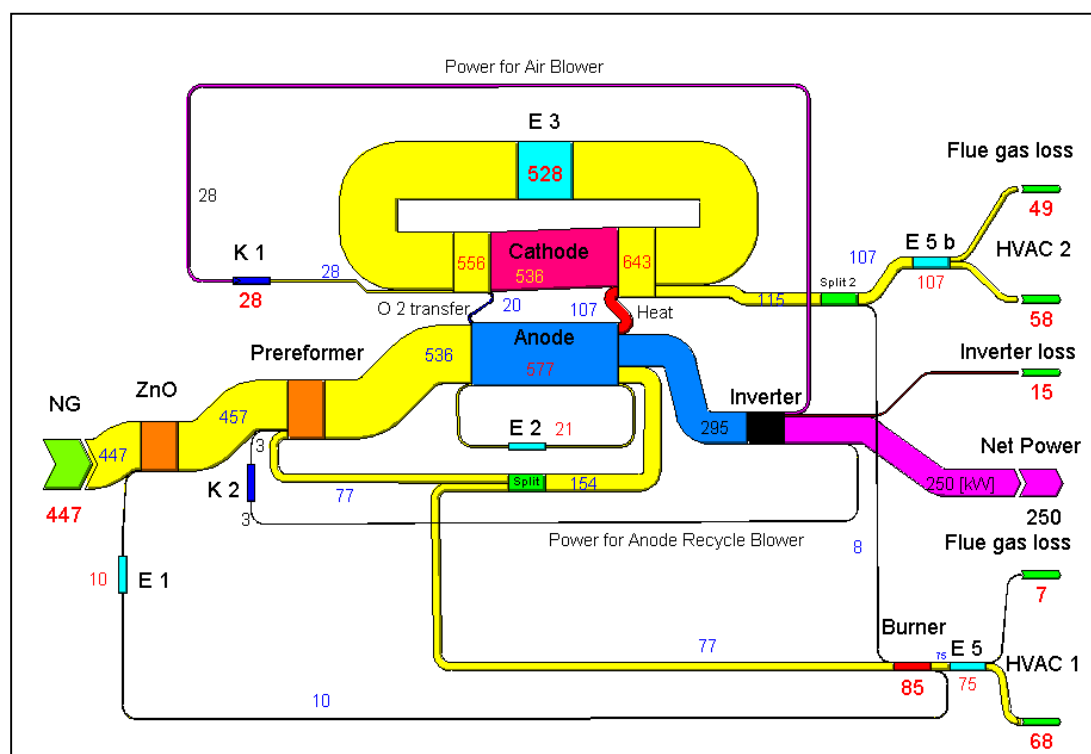 Power for Air Blower
E 3
Flue gas loss
528
28
49
K 1
28
Cathode
556
536
643
107
E 5 b
HVAC 2
107
28
O 2 transfer
20
107
Heat
115
Split 2
58
Prereformer
536
Anode
577
Inverter loss
15
NG
ZnO
447
457
Inverter
295
E 2
21
Net Power
3
K 2
3
77
Split
154
250 [kW]
250
447
Power for Anode Recycle Blower
8
Flue gas loss
10
E 1
7
Burner
77
75
E 5
HVAC 1
85
75
10
68